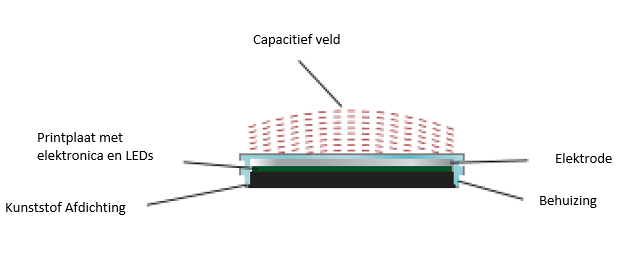 Capacitief veld
Printplaat met
elektronica en LEDs
Elektrode
Kunststof Afdichting
Behuizing